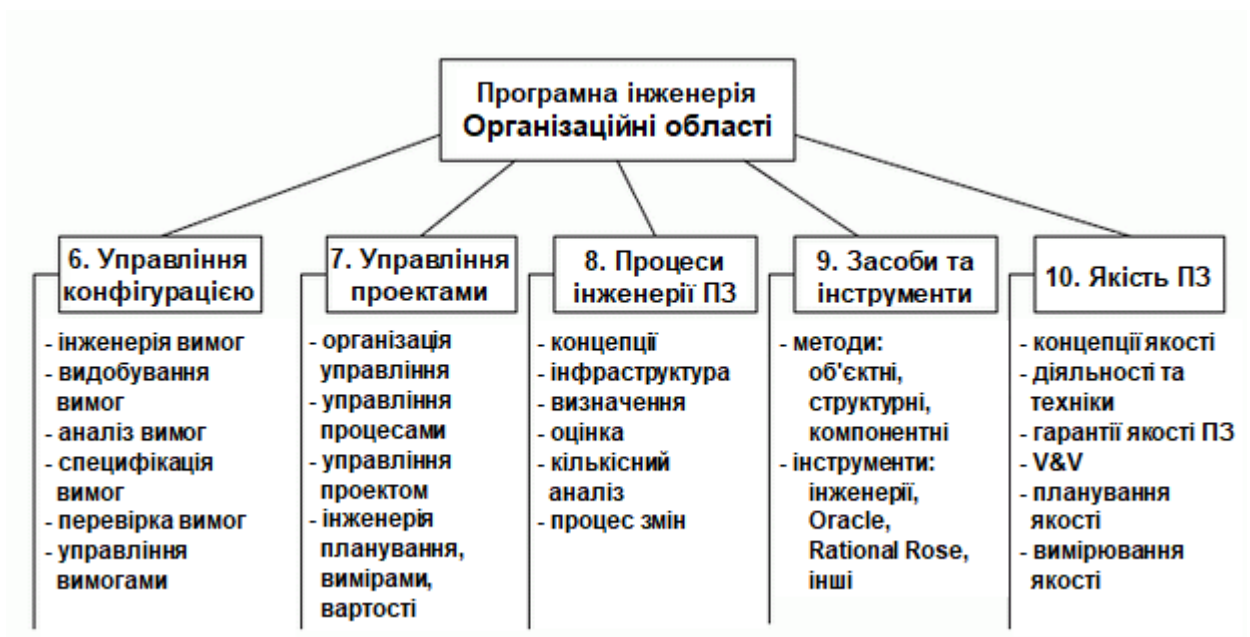 Програмна інженерія
Організаційні області
6. Управління
конфігурацією
- інженерія вимог
- видобування
вимог
- аналіз вимог
- специфікація
вимог
- перевірка вимог
- управління
вимогами
7. Управління
проектами
- організація
управління
- управління
процесами
- управління
проектом
- інженерія
планування,
вимірами,
вартості
8. Процеси
інженерії ПЗ
- концепції
- інфраструктура
- визначення
- оцінка
- кількісний
аналіз
- процес змін
9. Засоби та
інструменти
- методи:
об'єктні,
структурні,
компонентні
- інструменти:
інженерії,
Oracle,
Rational Rose,
інші
10. Якість ПЗ
- концепції якості
- діяльності та
техніки
- гарантії якості ПЗ
- V&V
- планування
якості
- вимірювання
якості